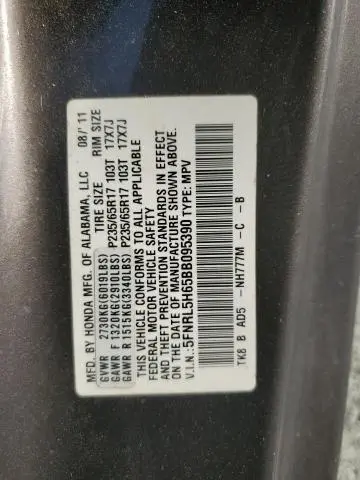 MFD. BY HONDA MFG. OF ALABAMA, LLC 08/'11
TIRE SIZE RIM SIZE
GVWR 2730KG(6019LBS)
GAWR F 1320KG(2910LBS) P235/65R17 103T 17X7J
GAWR R 1515KG(3340LBS) P235/65R17 103T 17X7J
THIS VEHICLE CONFORMS TO ALL APPLICABLE
FEDERAL MOTOR VEHICLE SAFETY
AND THEFT PREVENTION STANDARDS IN EFFECT
ON THE DATE OF MANUFACTURE SHOWN ABOVE.
V.I.N.: 5FNRL5H65BB095390 TYPE: MPV
TK8 B AD5 -NH777M -C -B